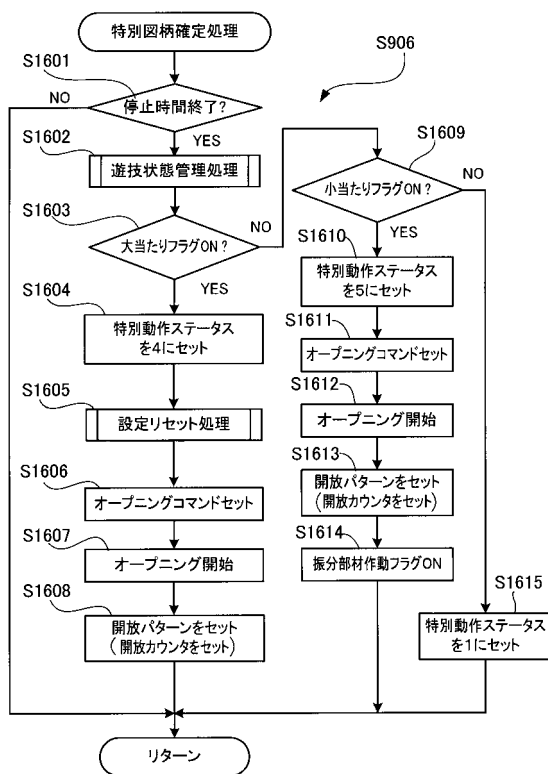 特別図柄確定処理
S906
S1601
停止時間終了?
NO
YES
S1602
遊技状態管理処理
S1603
大当たりフラグON?
NO
YES
S1604
特別動作ステータス
を4にセット
S1605
設定リセット処理
S1606
オープニングコマンドセット
S1607
オープニング開始
S1608
開放パターンをセット
(開放カウンタをセット)
S1609
小当たりフラグON?
NO
YES
S1610
特別動作ステータス
を5にセット
S1611
オープニングコマンドセット
S1612
オープニング開始
S1613
開放パターンをセット
(開放カウンタをセット)
S1614
振分部材作動フラグON
S1615
特別動作ステータス
を1にセット
リターン